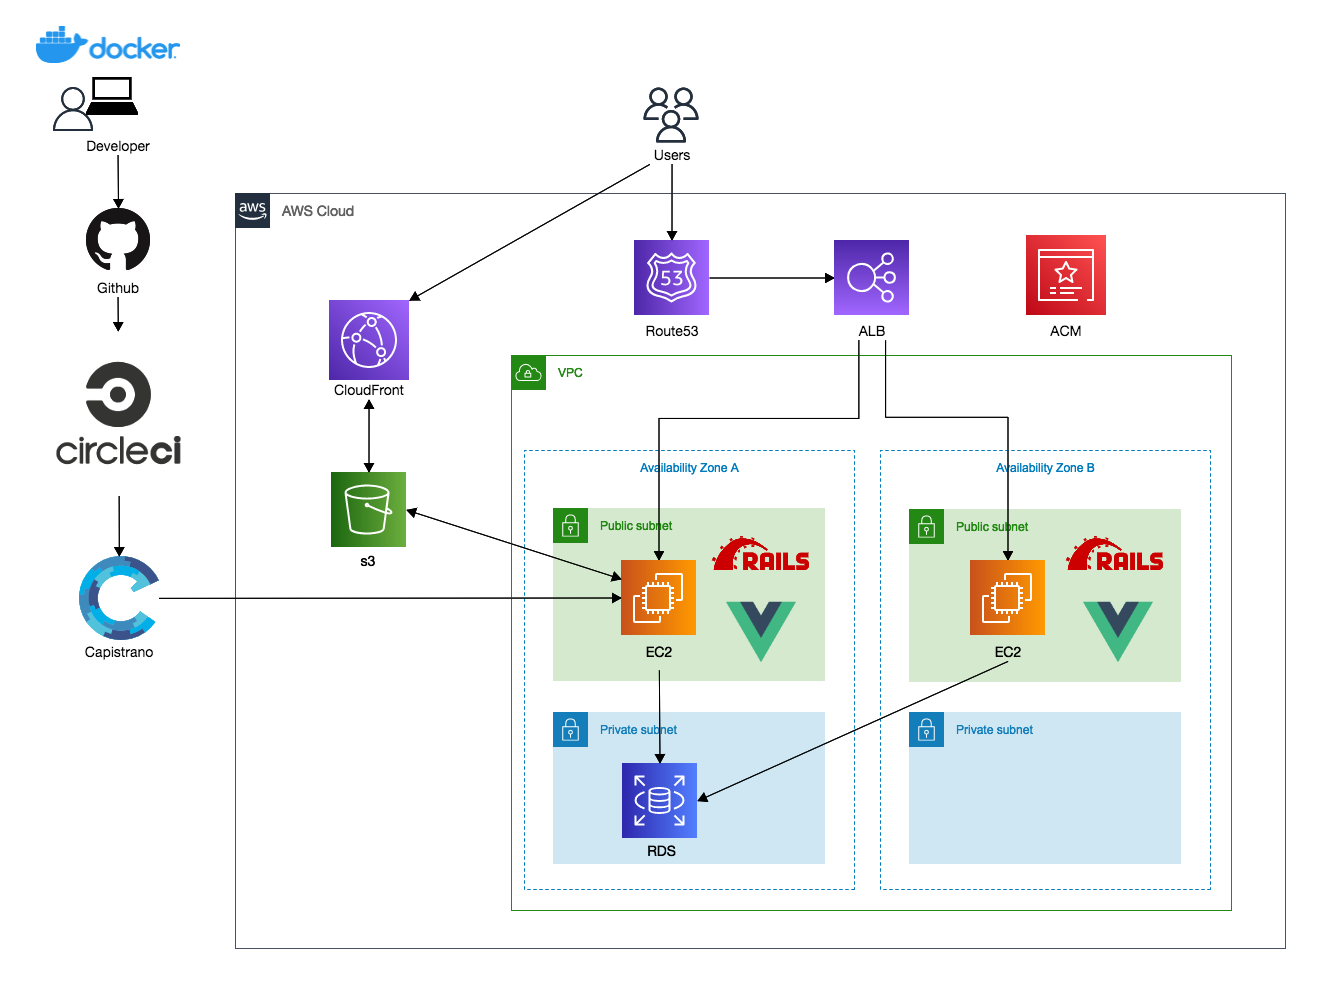 docker
Developer
Users
aws
AWS Cloud
Github
53
Route53
ALB
ACM
VPC
CloudFront
circleci
Availability Zone A
Availability Zone B
Public subnet
Public subnet
s3
RAILS
RAILS
Capistrano
EC2
EC2
Private subnet
Private subnet
RDS